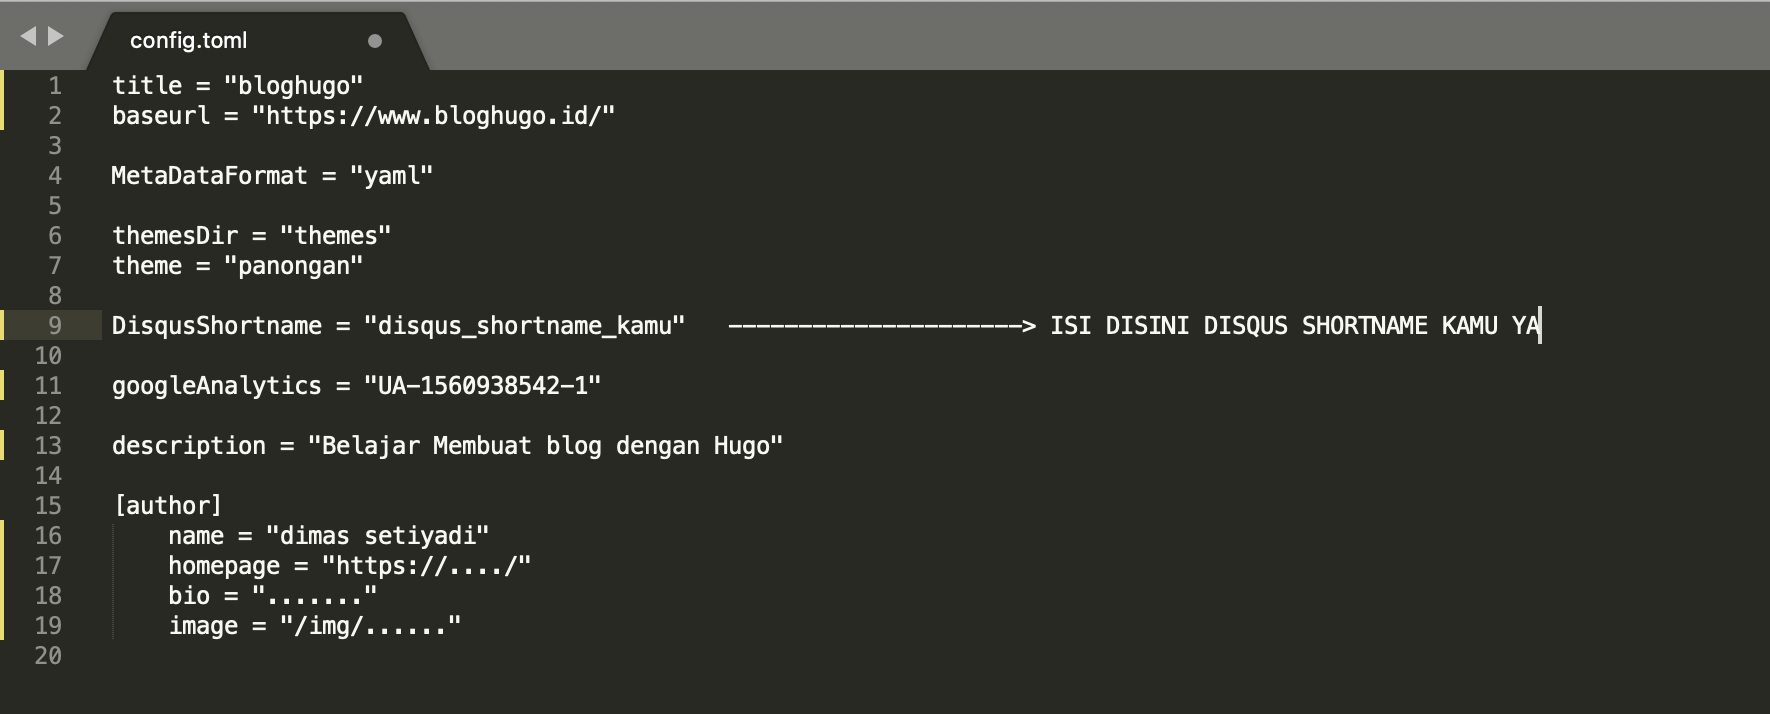 config.toml
1 title = "bloghugo"
2 baseurl = "https://www.bloghugo.id/"
3
4 MetaDataFormat = "yaml"
5
6 themesDir = "themes"
7 theme = "panongan"
8
9 DisqusShortname = "disqus_shortname_kamu" ---------------------> ISI DISINI DISQUS SHORTNAME KAMU YA
10
11 googleAnalytics = "UA-1560938542-1"
12
13 description = "Belajar Membuat blog dengan Hugo"
14
15 [author]
16 name = "dimas setiyadi"
17 homepage = "https://..../"
18 bio = "......."
19 image = "/img/......"
20